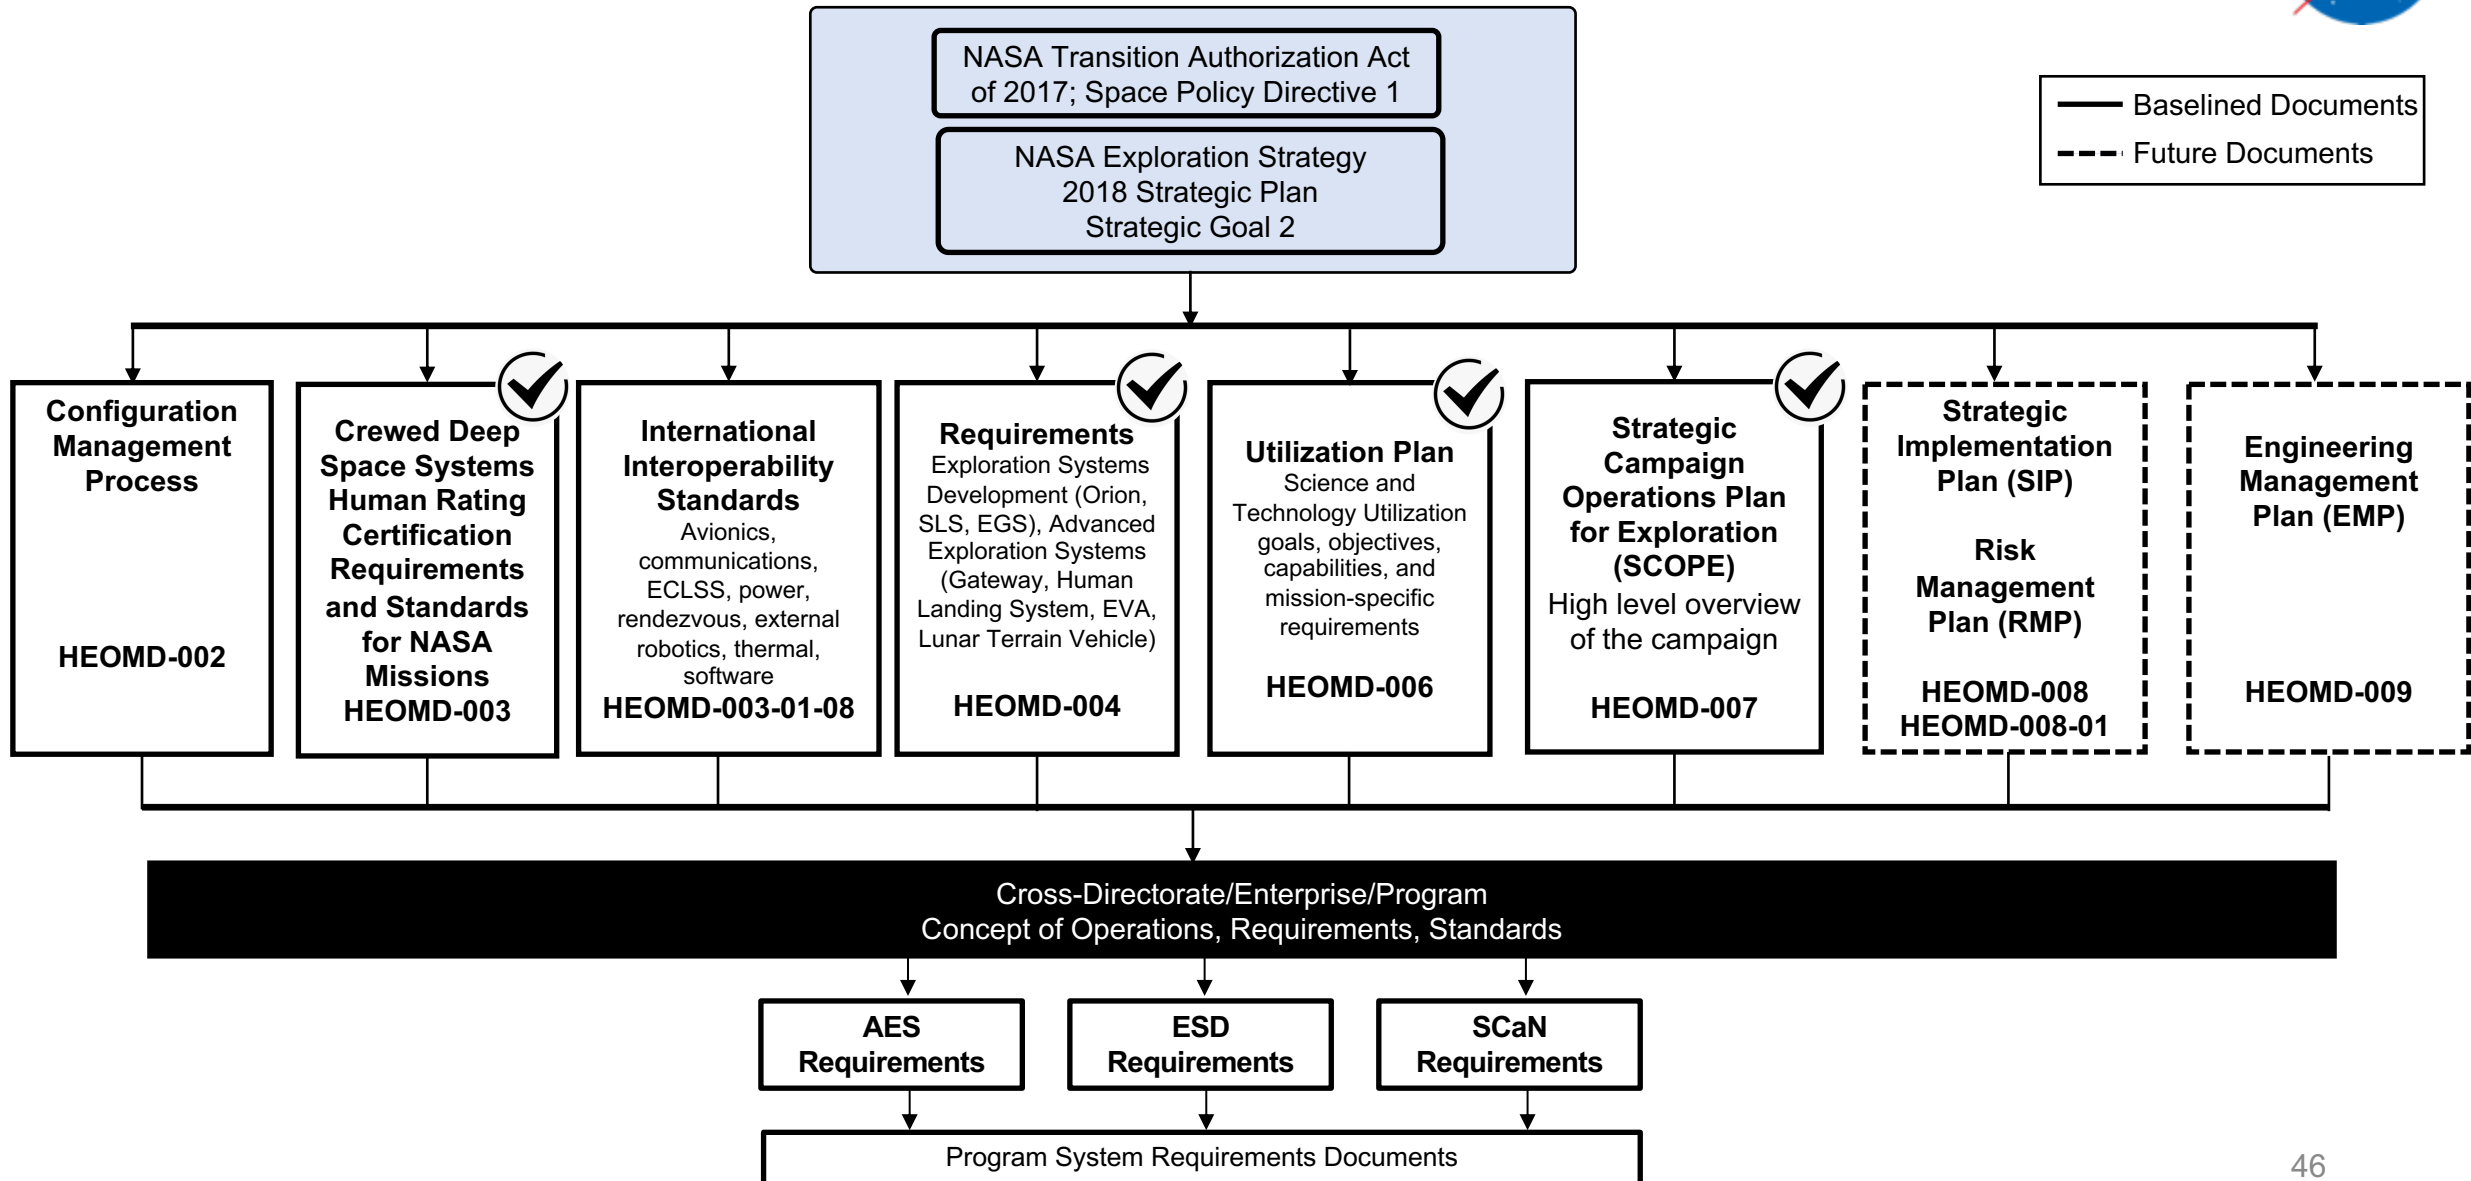 NASA Transition Authorization Act
of 2017; Space Policy Directive 1
NASA Exploration Strategy
2018 Strategic Plan
Strategic Goal 2
Baselined Documents
Future Documents
Configuration
Management
Process
HEOMD-002
Crewed Deep
Space Systems
Human Rating
Certification
Requirements
and Standards
for NASA
Missions
HEOMD-003
International
Interoperability
Standards
Avionics,
communications,
ECLSS, power,
rendezvous, external
robotics, thermal,
software
HEOMD-003-01-08
Requirements
Exploration Systems
Development (Orion,
SLS, EGS), Advanced
Exploration Systems
(Gateway, Human
Landing System, EVA,
Lunar Terrain Vehicle)
HEOMD-004
Utilization Plan
Science and
Technology Utilization
goals, objectives,
capabilities, and
mission-specific
requirements
HEOMD-006
Strategic
Campaign
Operations Plan
for Exploration
(SCOPE)
High level overview
of the campaign
HEOMD-007
Strategic
Implementation
Plan (SIP)
Risk
Management
Plan (RMP)
HEOMD-008
HEOMD-008-01
Engineering
Management
Plan (EMP)
HEOMD-009
Cross-Directorate/Enterprise/Program
Concept of Operations, Requirements, Standards
AES
Requirements
ESD
Requirements
SCaN
Requirements
Program System Requirements Documents
46